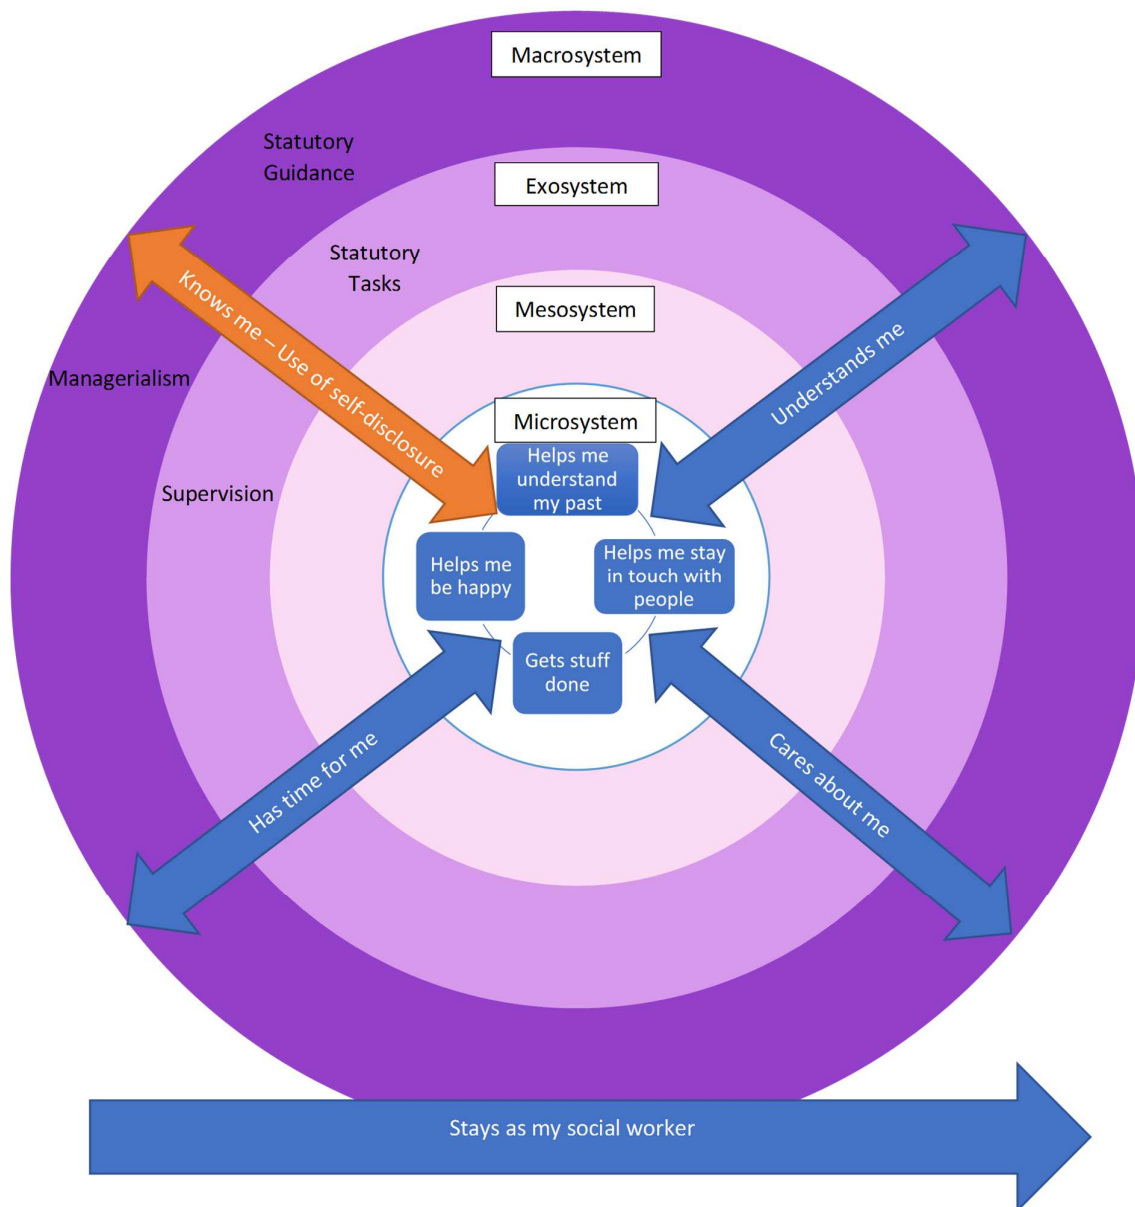 Macrosystem
Statutory
Guidance
Exosystem
Statutory
Tasks
Mesosystem
Knows me – Use of self-disclosure
Understands me
Managerialism
Microsystem
Helps me
understand
my past
Supervision
Helps me
be happy
Helps me stay
in touch with
people
Gets stuff
done
Has time for me
Cares about me
Stays as my social worker